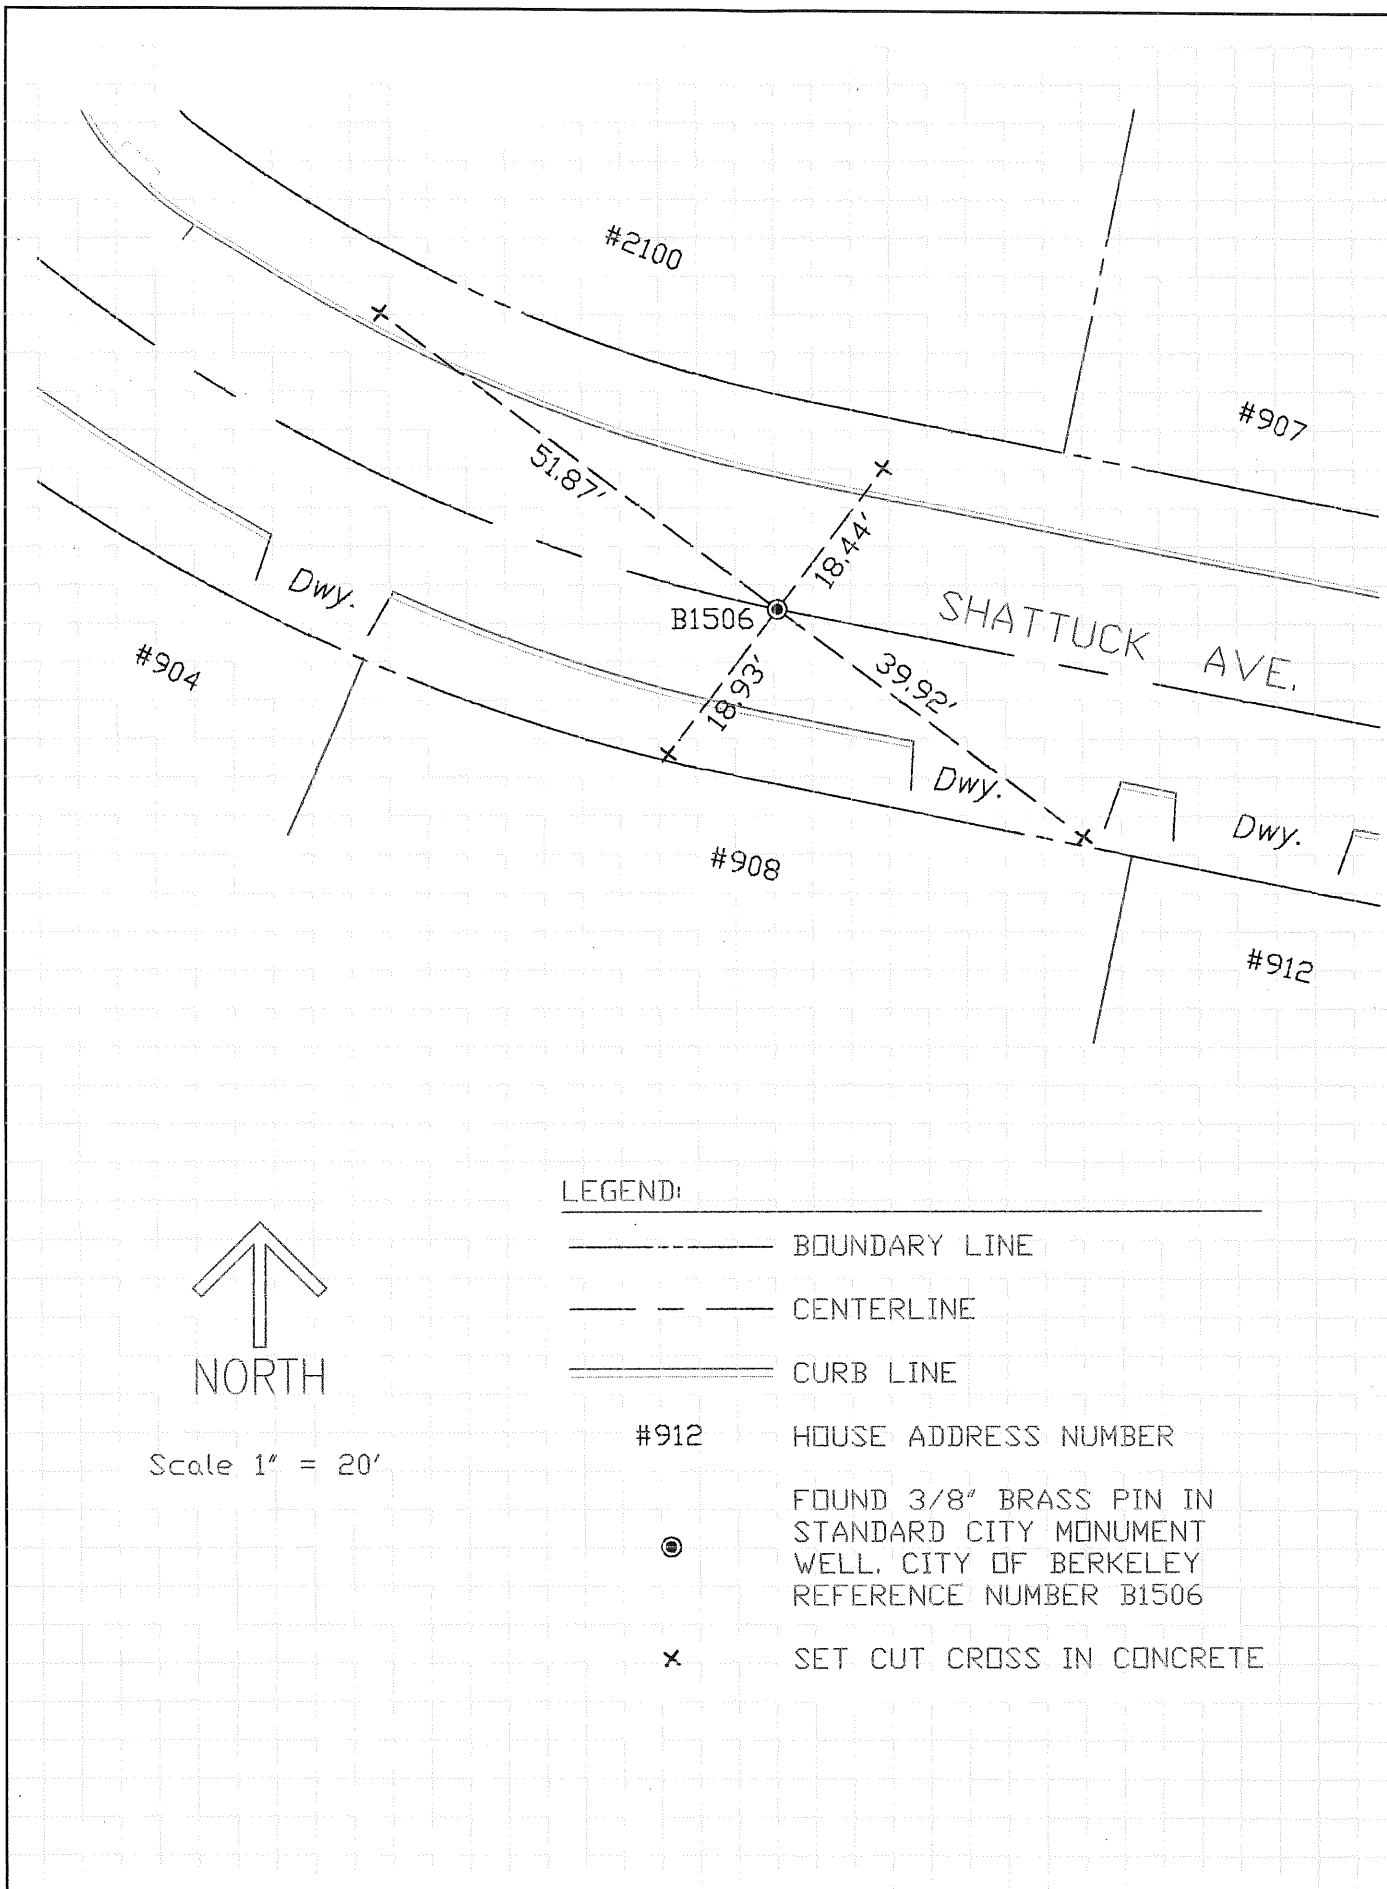 #2100
#907
51.87'
18.44'
Dwy.
B1506
SHATTUCK AVE.
#904
18.93'
39.92'
Dwy.
Dwy.
#908
#912
LEGEND:
BOUNDARY LINE
CENTERLINE
NORTH
CURB LINE
#912 HOUSE ADDRESS NUMBER
Scale 1" = 20'
FOUND 3/8" BRASS PIN IN
STANDARD CITY MONUMENT
WELL. CITY OF BERKELEY
REFERENCE NUMBER B1506
SET CUT CROSS IN CONCRETE